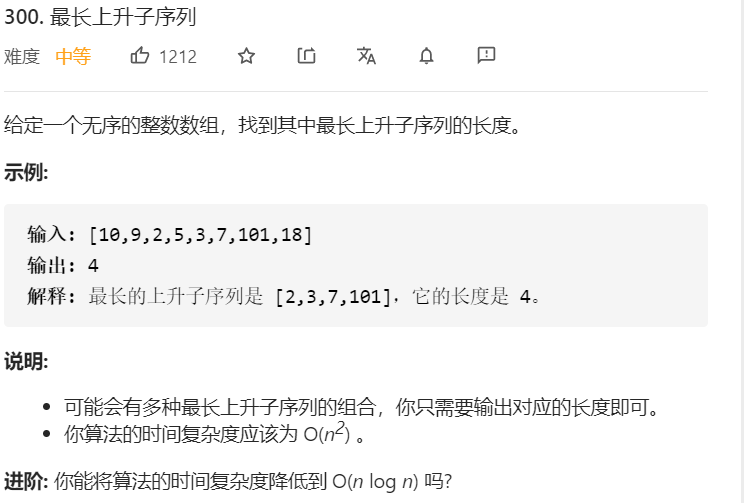 300. 最长上升子序列
难度 中等 1212
给定一个无序的整数数组，找到其中最长上升子序列的长度。
示例:
输入: [10,9,2,5,3,7,101,18]
输出: 4
解释: 最长的上升子序列是 [2,3,7,101]，它的长度是 4。
说明:
• 可能会有多种最长上升子序列的组合，你只需要输出对应的长度即可。
• 你算法的时间复杂度应该为 O(n²) 。
进阶: 你能将算法的时间复杂度降低到 O(n log n) 吗?